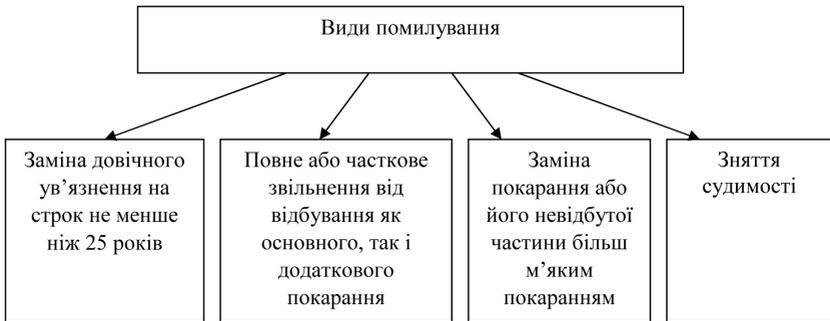 Види помилування
Заміна довічного
ув’язнення на
строк не менше
ніж 25 років
Повне або часткове
звільнення від
відбування як
основного, так і
додаткового
покарання
Заміна
покарання або
його невідбутої
частини більш
м’яким
покаранням
Зняття
судимості